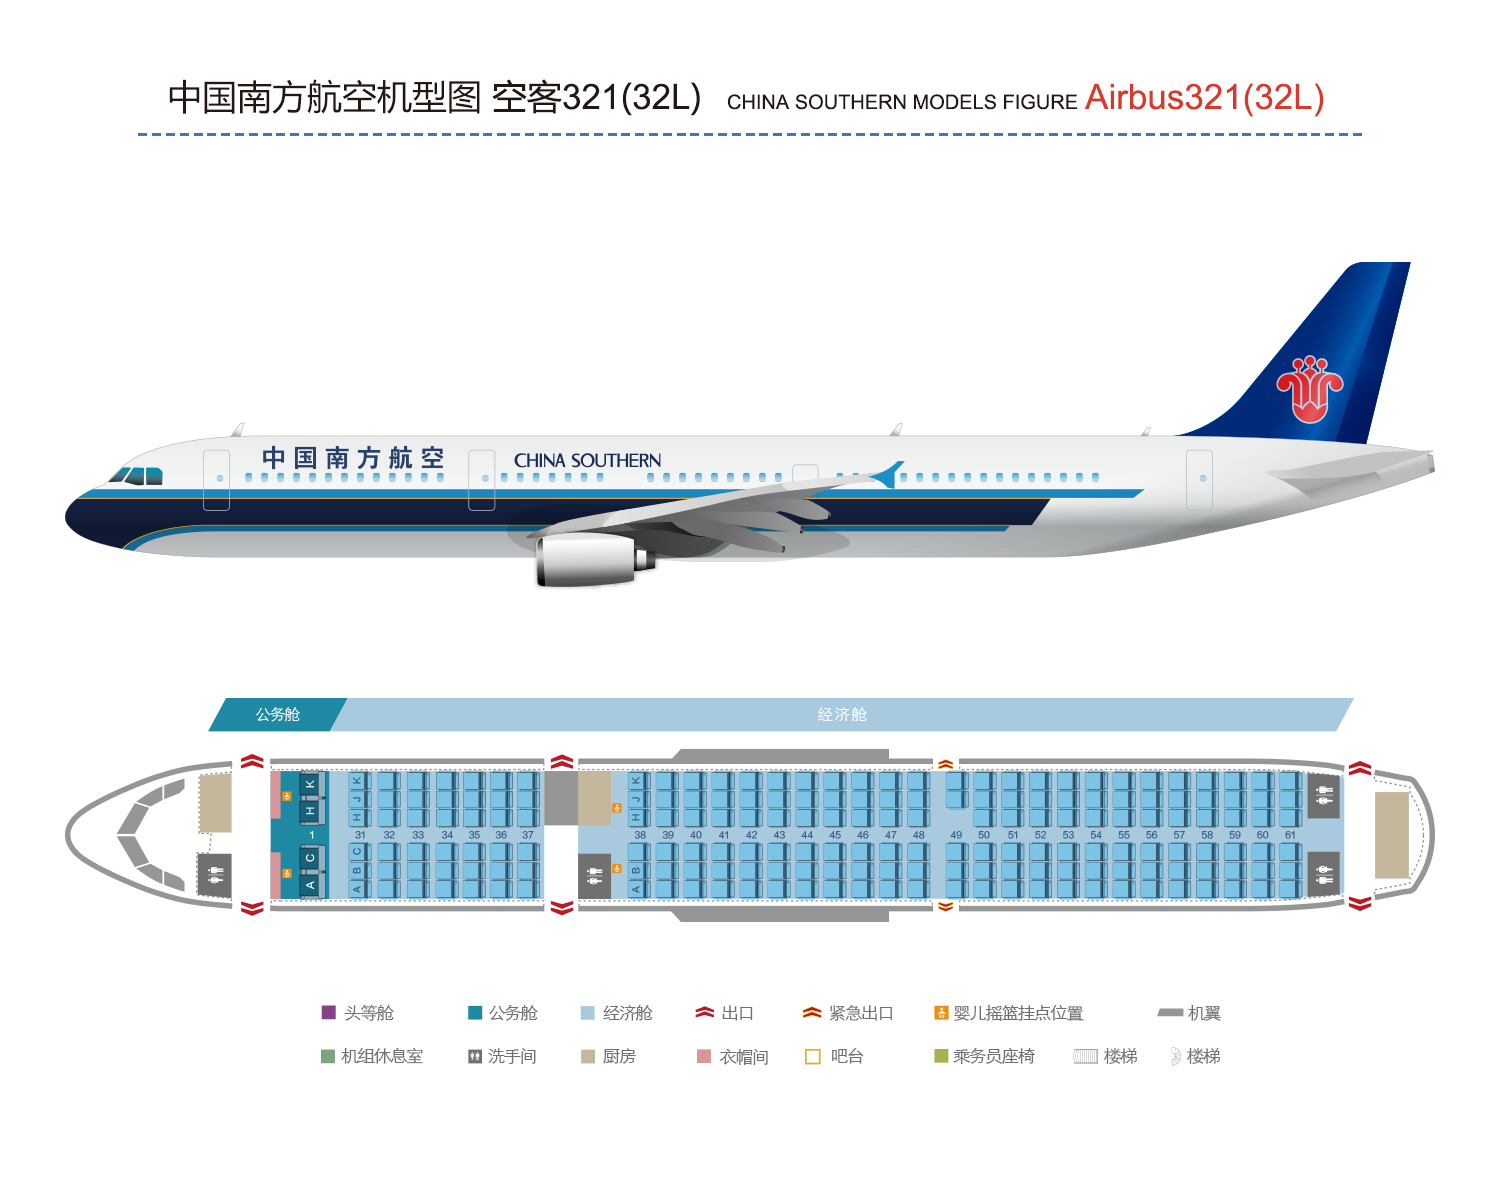 中国南方航空机型图 空客321(32L) CHINA SOUTHERN MODELS FIGURE Airbus321(32L)
中国南方航空 CHINA SOUTHERN
公务舱 经济舱
K K K
J J
H H H
1 31 32 33 34 35 36 37 38 39 40 41 42 43 44 45 46 47 48 49 50 51 52 53 54 55 56 57 58 59 60 61
C C C
B B
A A A
头等舱 公务舱 经济舱 出口 紧急出口 婴儿摇篮挂点位置 机翼
机组休息室 洗手间 厨房 衣帽间 吧台 乘务员座椅 楼梯 楼梯